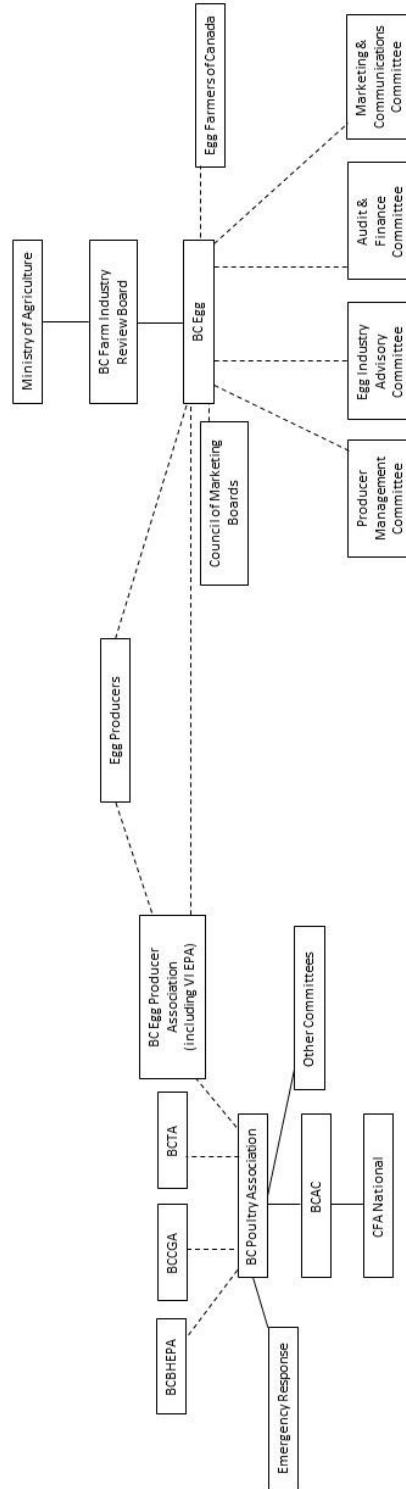 Ministry of Agriculture
BC Farm Industry
Review Board
BC Egg
Egg Farmers of Canada
Council of Marketing
Boards
Producer
Management
Committee
Egg Industry
Advisory
Committee
Audit &
Finance
Committee
Marketing &
Communications
Committee
Egg Producers
BC Egg Producer
Association
(including VI EPA)
BCBHEPA
BCCGA
BCTA
BC Poultry Association
Emergency Response
BCAC
Other Committees
CFA National